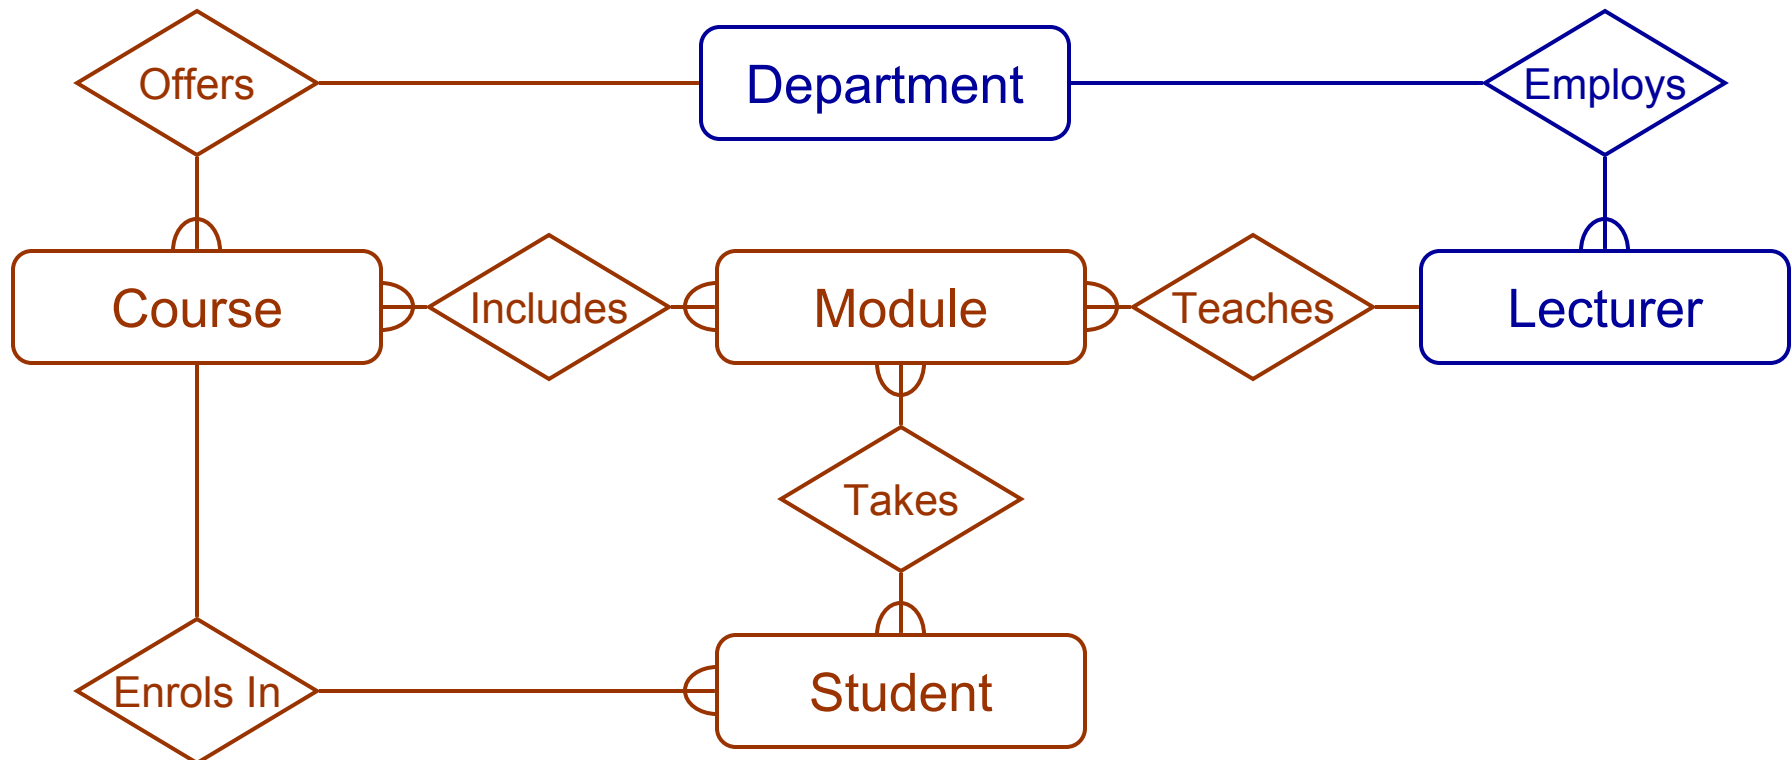 Offers
Department
Employs
Course
Includes
Module
Teaches
Lecturer
Takes
Enrols In
Student